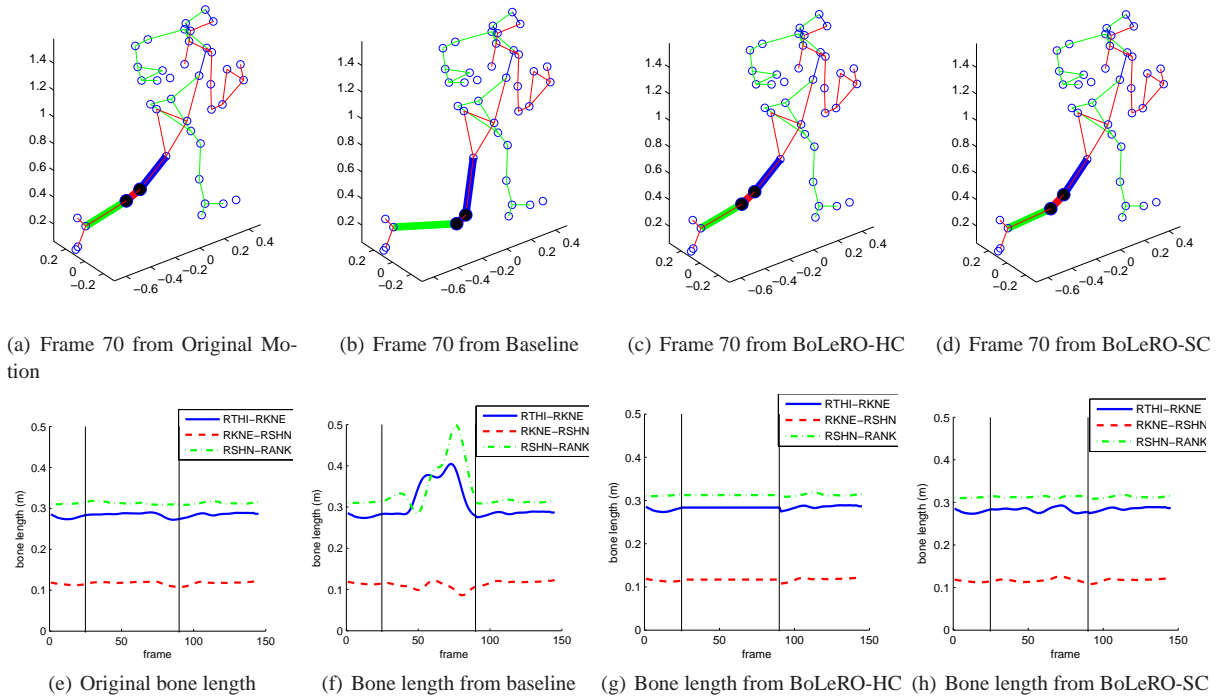 1.4
1.2
1
0.8
0.6
0.4
0.2
0.2
0
−0.2
−0.6
−0.4
−0.2
0
0.2
0.4
1.4
1.2
1
0.8
0.6
0.4
0.2
0.2
0
−0.2
−0.6
−0.4
−0.2
0
0.2
0.4
1.4
1.2
1
0.8
0.6
0.4
0.2
0.2
0
−0.2
−0.6
−0.4
−0.2
0
0.2
0.4
1.4
1.2
1
0.8
0.6
0.4
0.2
0.2
0
−0.2
−0.6
−0.4
−0.2
0
0.2
0.4
(a) Frame 70 from Original Mo-
tion
(b) Frame 70 from Baseline
(c) Frame 70 from BoLeRO-HC
(d) Frame 70 from BoLeRO-SC
RTHI−RKNE
RKNE−RSHN
RSHN−RANK
0.5
0.4
0.3
0.2
0.1
0
bone length (m)
0 50 100 150
frame
(e) Original bone length
RTHI−RKNE
RKNE−RSHN
RSHN−RANK
0.5
0.4
0.3
0.2
0.1
0
bone length (m)
0 50 100 150
frame
(f) Bone length from baseline
RTHI−RKNE
RKNE−RSHN
RSHN−RANK
0.5
0.4
0.3
0.2
0.1
0
bone length (m)
0 50 100 150
frame
(g) Bone length from BoLeRO-HC
RTHI−RKNE
RKNE−RSHN
RSHN−RANK
0.5
0.4
0.3
0.2
0.1
0
bone length (m)
0 50 100 150
frame
(h) Bone length from BoLeRO-SC